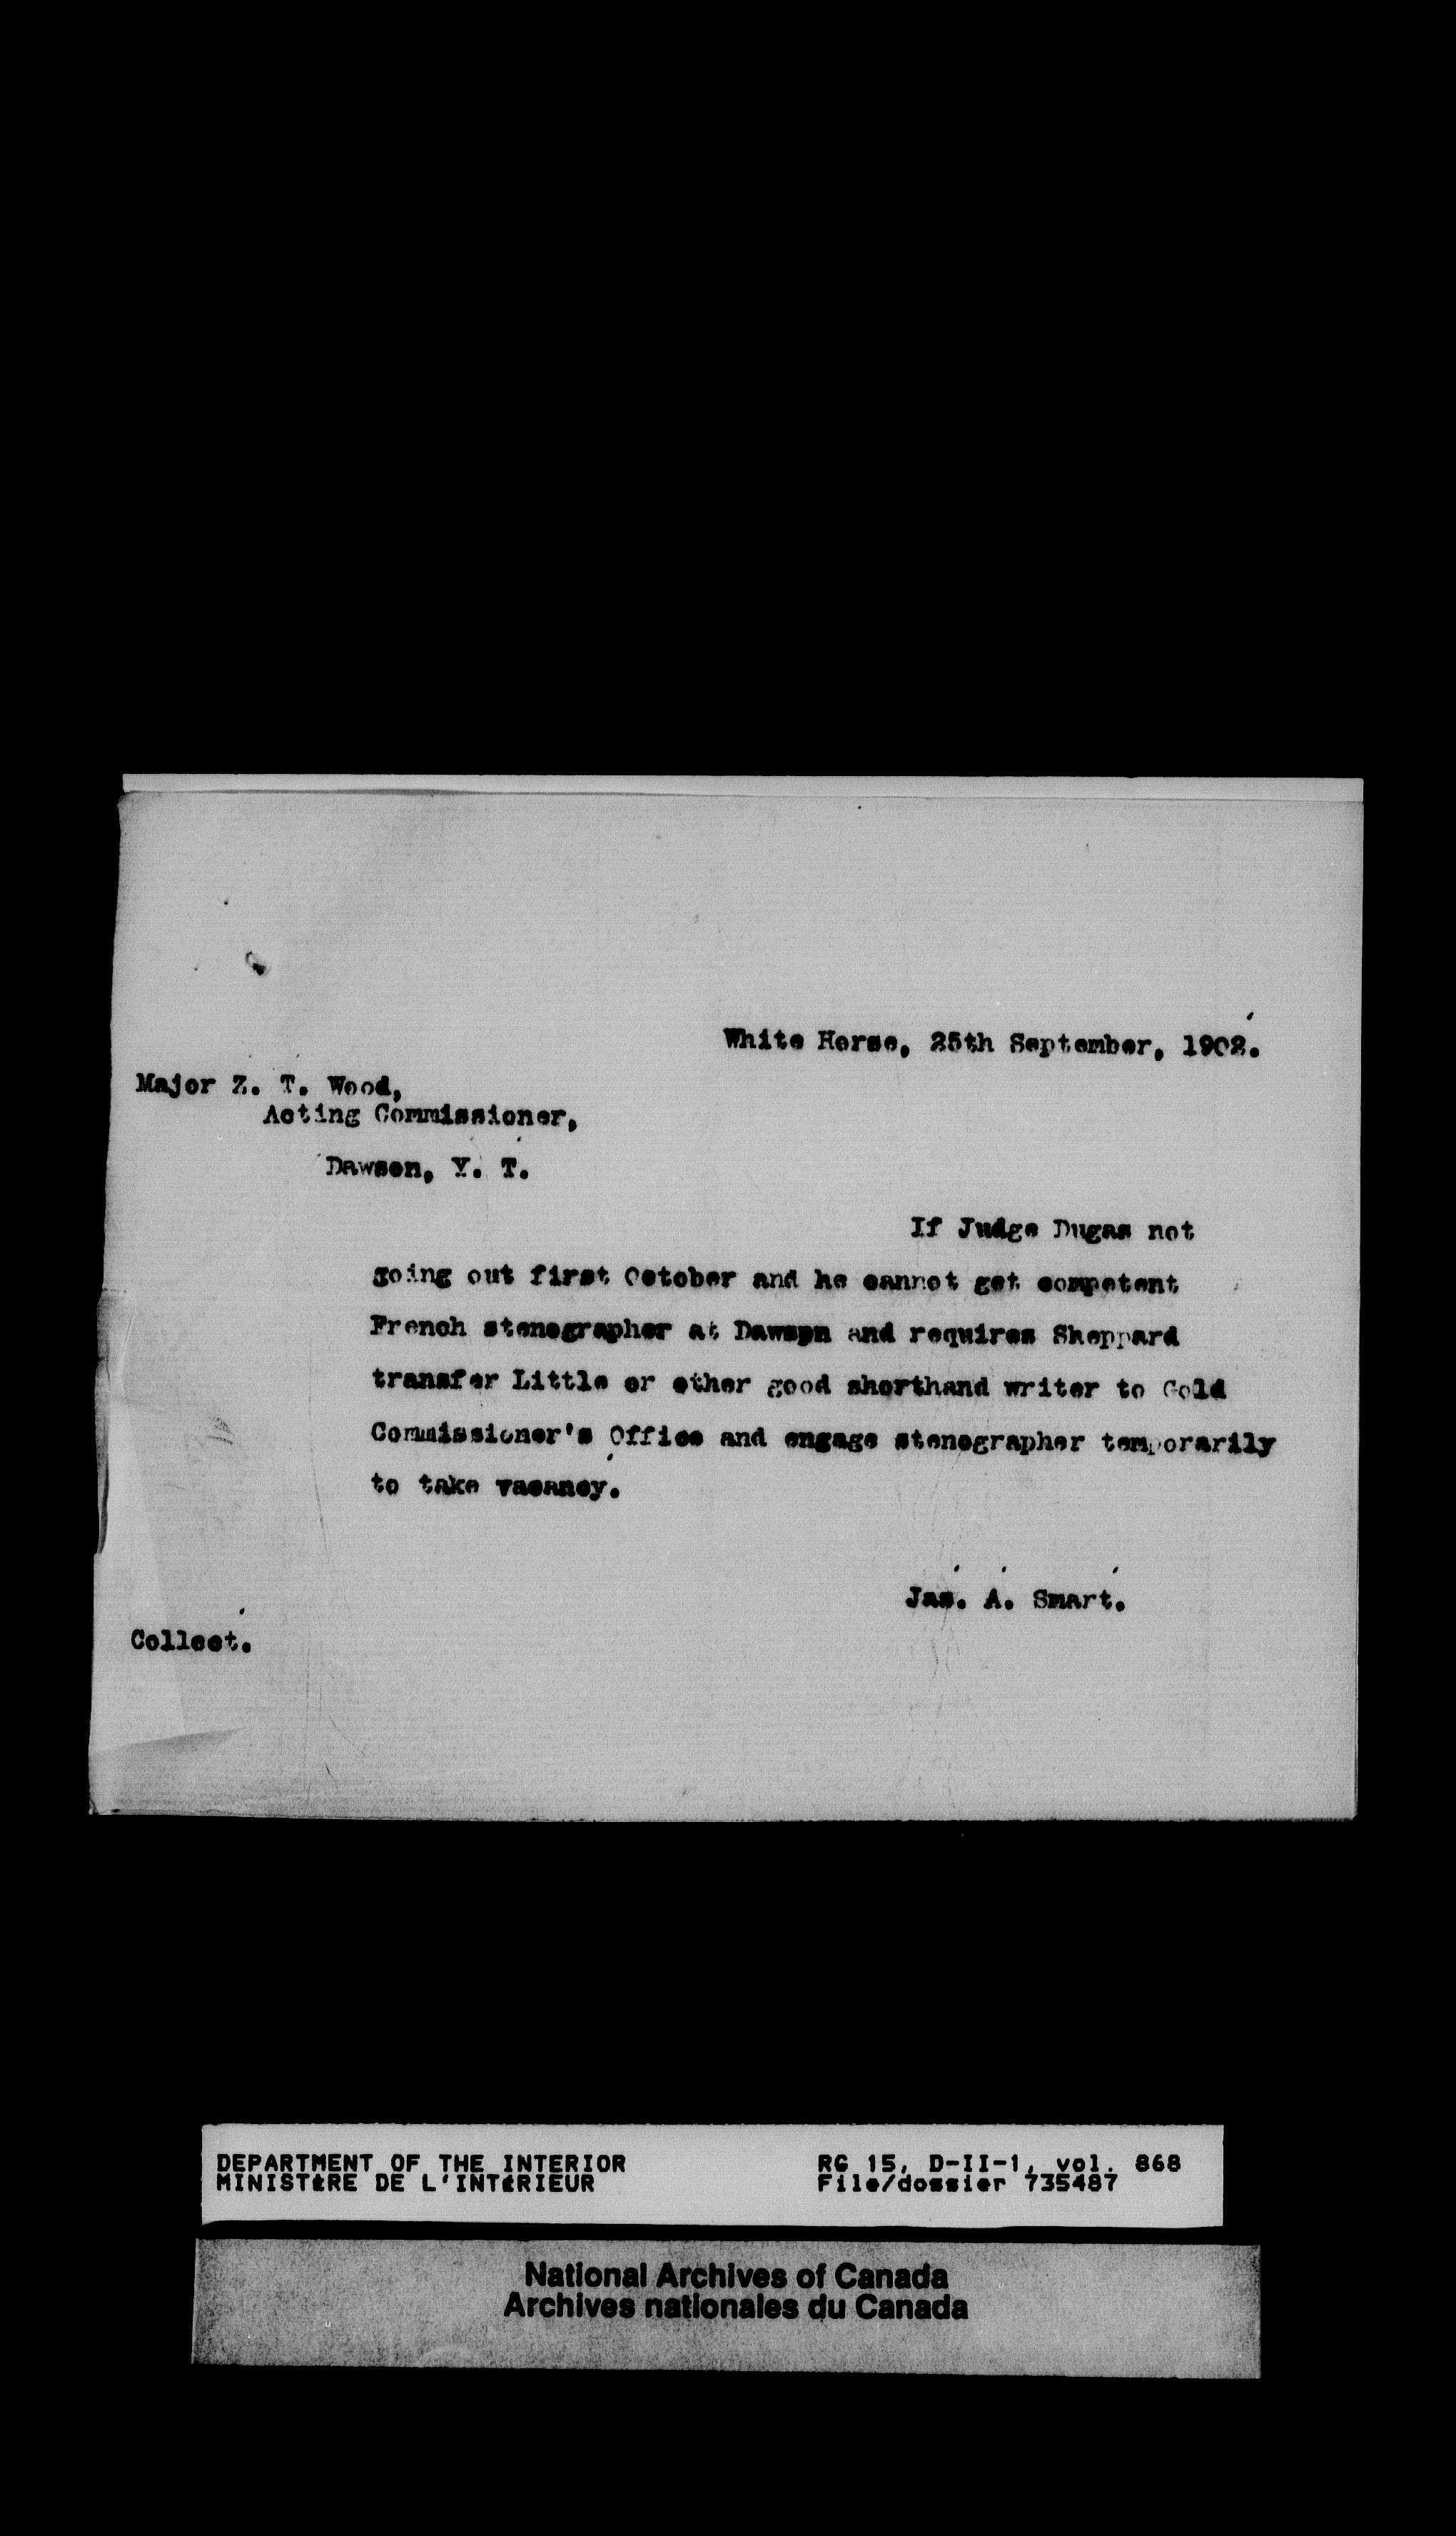 White Horse, 25th September, 1902.
Major Z. T. Wood,
Acting Commissioner,
Dawson, Y. T.
If Judge Dugas not
going out first October and he cannot get competent
French stenographer at Dawson and requires Sheppard
transfer Little or other good shorthand writer to Gold
Commissioner's Office and engage stenographer temporarily
to take vacancy.
Jas. A. Smart.
Collect.
DEPARTMENT OF THE INTERIOR RG 15, D-II-1, vol. 868
MINISTÈRE DE L'INTÉRIEUR File/dossier 735487
National Archives of Canada
Archives nationales du Canada